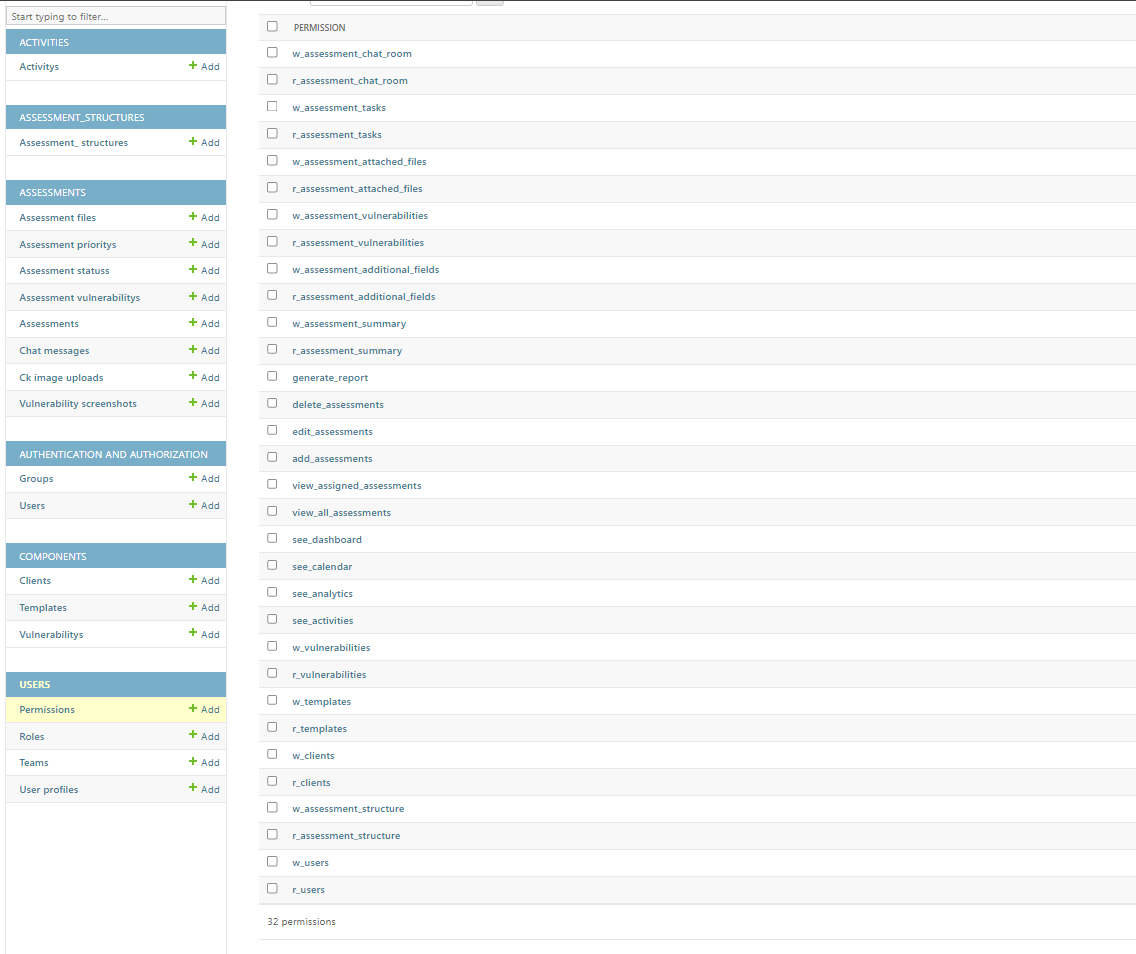 Start typing to filter...
ACTIVITIES
Activitys
Add
ASSESSMENT_STRUCTURES
Assessment_ structures
Add
ASSESSMENTS
Assessment files
Add
Assessment prioritys
Add
Assessment statuss
Add
Assessment vulnerabilitys
Add
Assessments
Add
Chat messages
Add
Ck image uploads
Add
Vulnerability screenshots
Add
AUTHENTICATION AND AUTHORIZATION
Groups
Add
Users
Add
COMPONENTS
Clients
Add
Templates
Add
Vulnerabilitys
Add
USERS
Permissions
Add
Roles
Add
Teams
Add
User profiles
Add
PERMISSION
w_assessment_chat_room
r_assessment_chat_room
w_assessment_tasks
r_assessment_tasks
w_assessment_attached_files
r_assessment_attached_files
w_assessment_vulnerabilities
r_assessment_vulnerabilities
w_assessment_additional_fields
r_assessment_additional_fields
w_assessment_summary
r_assessment_summary
generate_report
delete_assessments
edit_assessments
add_assessments
view_assigned_assessments
view_all_assessments
see_dashboard
see_calendar
see_analytics
see_activities
w_vulnerabilities
r_vulnerabilities
w_templates
r_templates
w_clients
r_clients
w_assessment_structure
r_assessment_structure
w_users
r_users
32 permissions